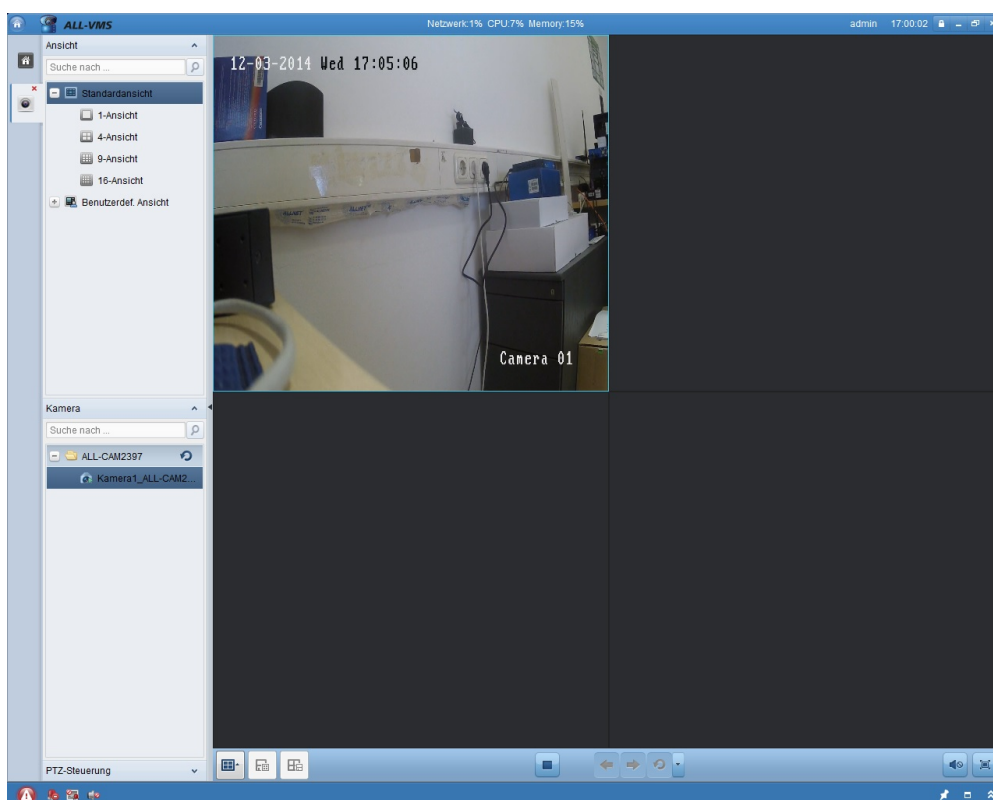 ALL-VMS
Netzwerk:1% CPU:7% Memory:15%
admin 17:00:02
Ansicht
Suche nach ...
Standardansicht
1-Ansicht
4-Ansicht
9-Ansicht
16-Ansicht
Benutzerdef. Ansicht
12-03-2014 Wed 17:05:06
Camera 01
Kamera
Suche nach ...
ALL-CAM2397
Kamera1_ALL-CAM2...
PTZ-Steuerung